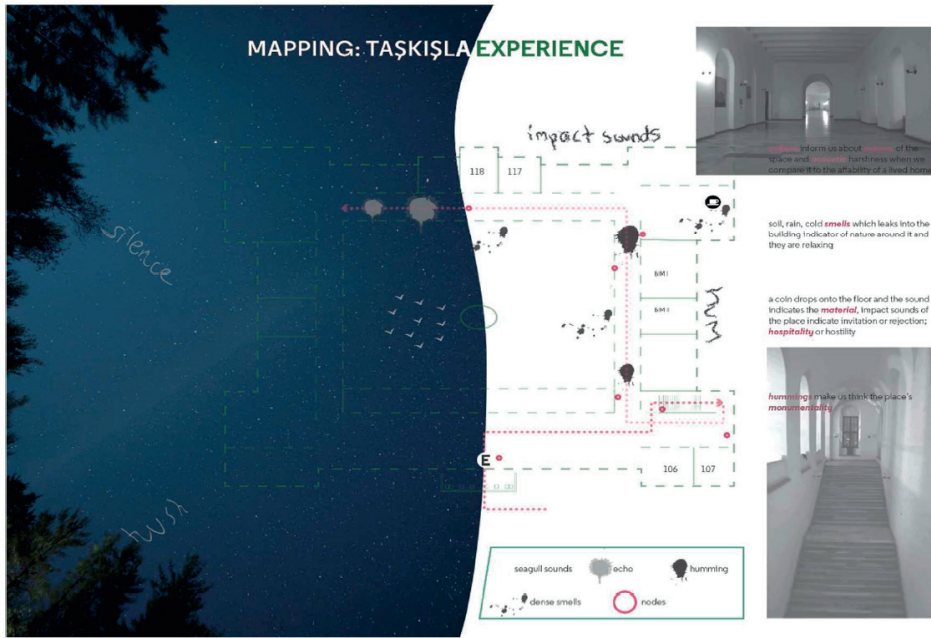 MAPPING: TAŞKIŞLA EXPERIENCE
impact sounds
118
117
silence
inform us about of the
space and harshness when we
compare it to the affability of a lived home
soil, rain, cold smells which leaks into the
building indicator of nature around it and
they are relaxing
BİM I
BİM II
hum
a coin drops onto the floor and the sound
indicates the material, impact sounds of
the place indicate invitation or rejection;
hospitality or hostility
hummings make us think the place's
monumentality
E
106
107
hush
seagull sounds
echo
humming
dense smells
nodes